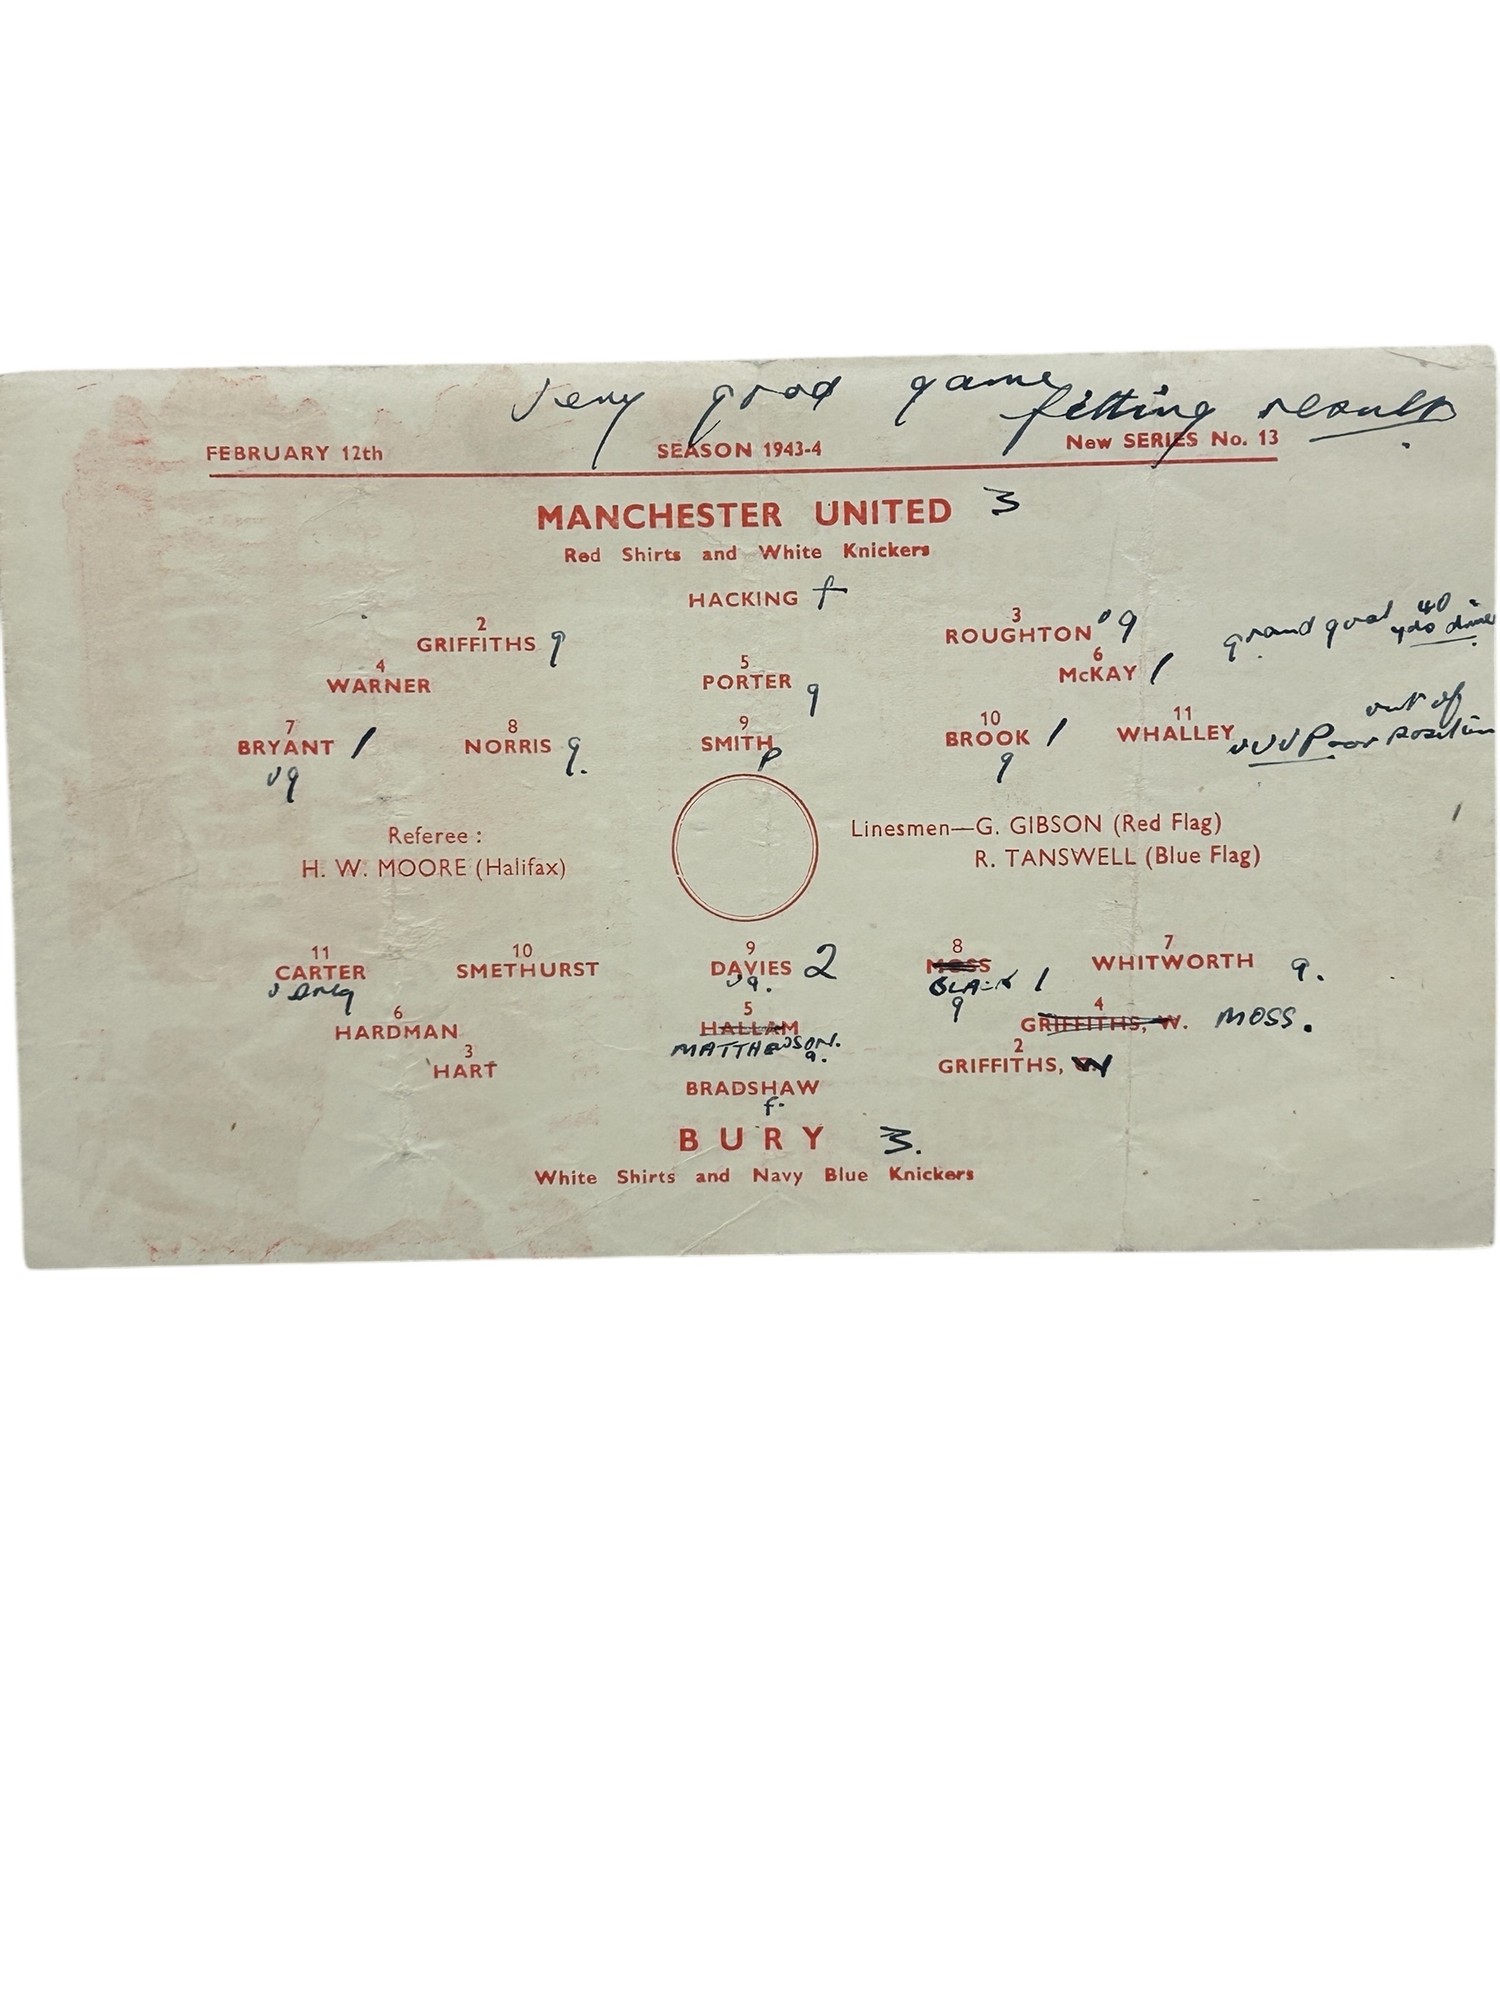 Very good game
fitting result.
FEBRUARY 12th SEASON 1943-4 New SERIES No. 13
MANCHESTER UNITED 3
Red Shirts and White Knickers
HACKING f
2 3
GRIFFITHS g ROUGHTON vg grand goal 40 yds drive
4 5 6
WARNER PORTER g McKAY 1
7 8 9 10 11
BRYANT 1 NORRIS g. SMITH p BROOK 1 WHALLEY vvv Poor out of position
vg g
Referee :
H. W. MOORE (Halifax)
Linesmen—G. GIBSON (Red Flag)
R. TANSWELL (Blue Flag)
11 10 9 8 7
CARTER SMETHURST DAVIES 2 MOSS WHITWORTH g.
vg. BLACK 1
g
6 5 4
HARDMAN HALLAM GRIFFITHS, W. MOSS.
MATTHEWSON.
g.
3 2
HART GRIFFITHS, W
BRADSHAW
f.
BURY 3.
White Shirts and Navy Blue Knickers